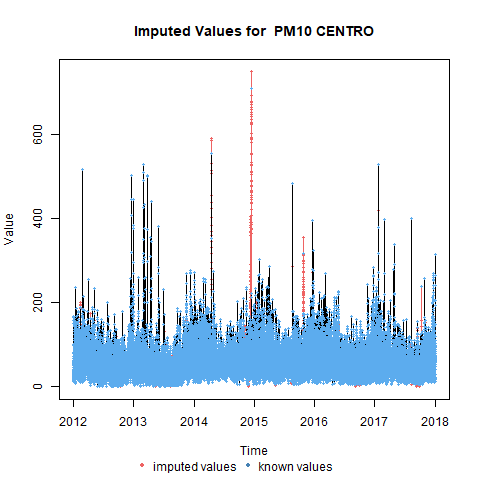 Imputed Values for PM10 CENTRO
Value
600
400
200
0
2012 2013 2014 2015 2016 2017 2018
Time
imputed values known values